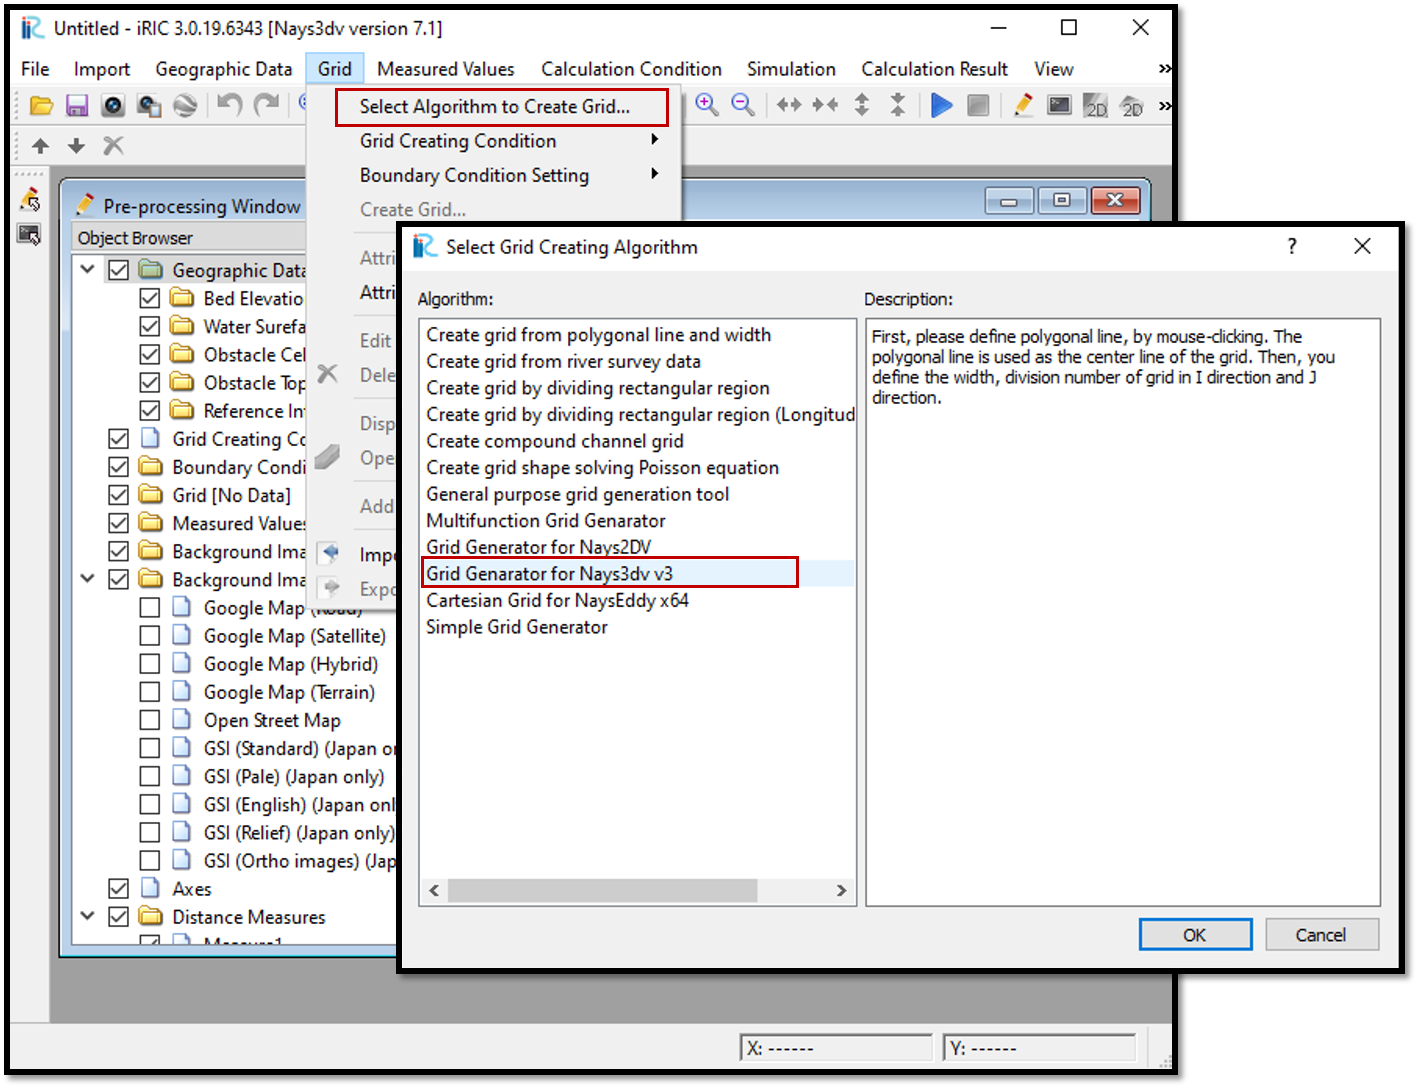 Untitled - iRIC 3.0.19.6343 [Nays3dv version 7.1]
File Import Geographic Data Grid Measured Values Calculation Condition Simulation Calculation Result View »
Select Algorithm to Create Grid...
Grid Creating Condition
Boundary Condition Setting
Create Grid...
Attri
Attri
Edit
Dele
Disp
Ope
Add
Impo
Expo
2D
2D
»
Pre-processing Window
Object Browser
Geographic Data
Bed Elevatio
Water Surefa
Obstacle Cel
Obstacle Top
Reference Inf
Grid Creating Co
Boundary Condi
Grid [No Data]
Measured Values
Background Ima
Background Ima
Google Map (Road)
Google Map (Satellite)
Google Map (Hybrid)
Google Map (Terrain)
Open Street Map
GSI (Standard) (Japan on
GSI (Pale) (Japan only)
GSI (English) (Japan onl
GSI (Relief) (Japan only)
GSI (Ortho images) (Jap
Axes
Distance Measures
Measure1
Select Grid Creating Algorithm
?
Algorithm:
Create grid from polygonal line and width
Create grid from river survey data
Create grid by dividing rectangular region
Create grid by dividing rectangular region (Longitud
Create compound channel grid
Create grid shape solving Poisson equation
General purpose grid generation tool
Multifunction Grid Genarator
Grid Generator for Nays2DV
Grid Genarator for Nays3dv v3
Cartesian Grid for NaysEddy x64
Simple Grid Generator
Description:
First, please define polygonal line, by mouse-clicking. The
polygonal line is used as the center line of the grid. Then, you
define the width, division number of grid in I direction and J
direction.
OK
Cancel
X: ------
Y: ------